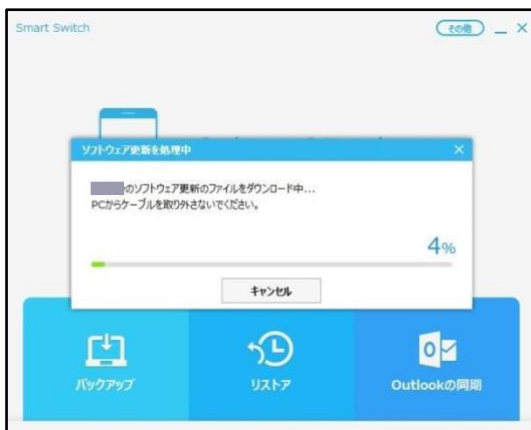 Smart Switch
その他
ソフトウェア更新を処理中
のソフトウェア更新のファイルをダウンロード中...
PCからケーブルを取り外さないでください。
4%
キャンセル
バックアップ
リストア
Outlookの同期